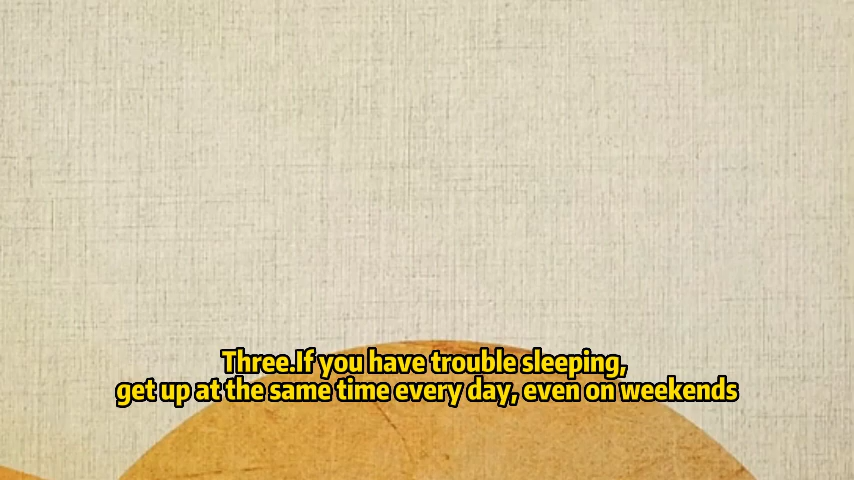 Three.If you have trouble sleeping,
get up at the same time every day, even on weekends